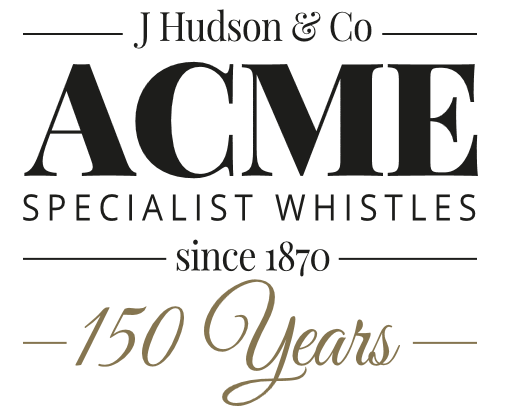 J Hudson & Co
ACME
SPECIALIST WHISTLES
since 1870
150 Years